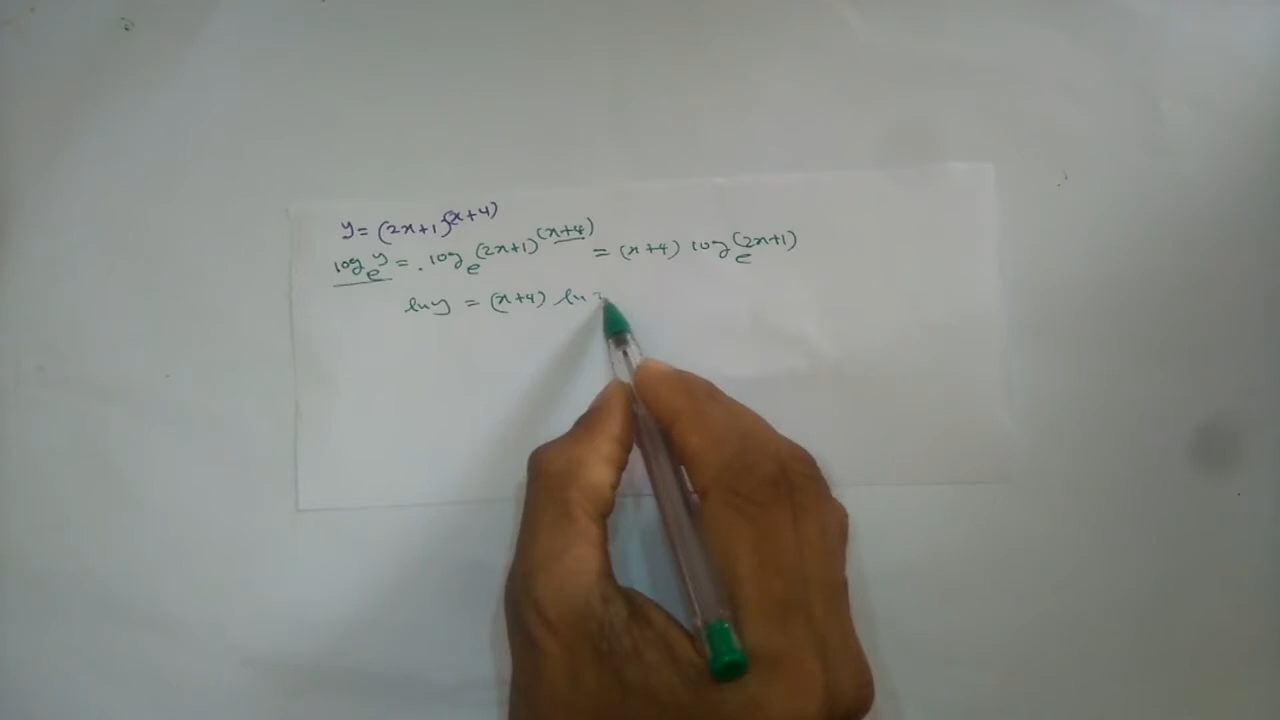 y = (2x+1)^(x+4)
log_e y = . log_e (2x+1)^(x+4) = (x+4) log_e (2x+1)
ln y = (x+4) ln